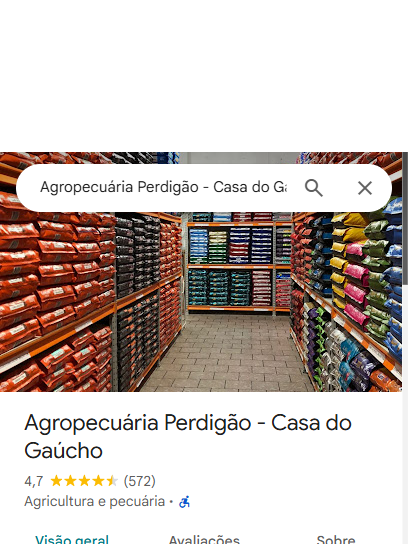 Agropecuária Perdigão - Casa do Ga
Agropecuária Perdigão - Casa do
Gaúcho
4,7 (572)
Agricultura e pecuária ·
Visão geral Avaliações Sobre